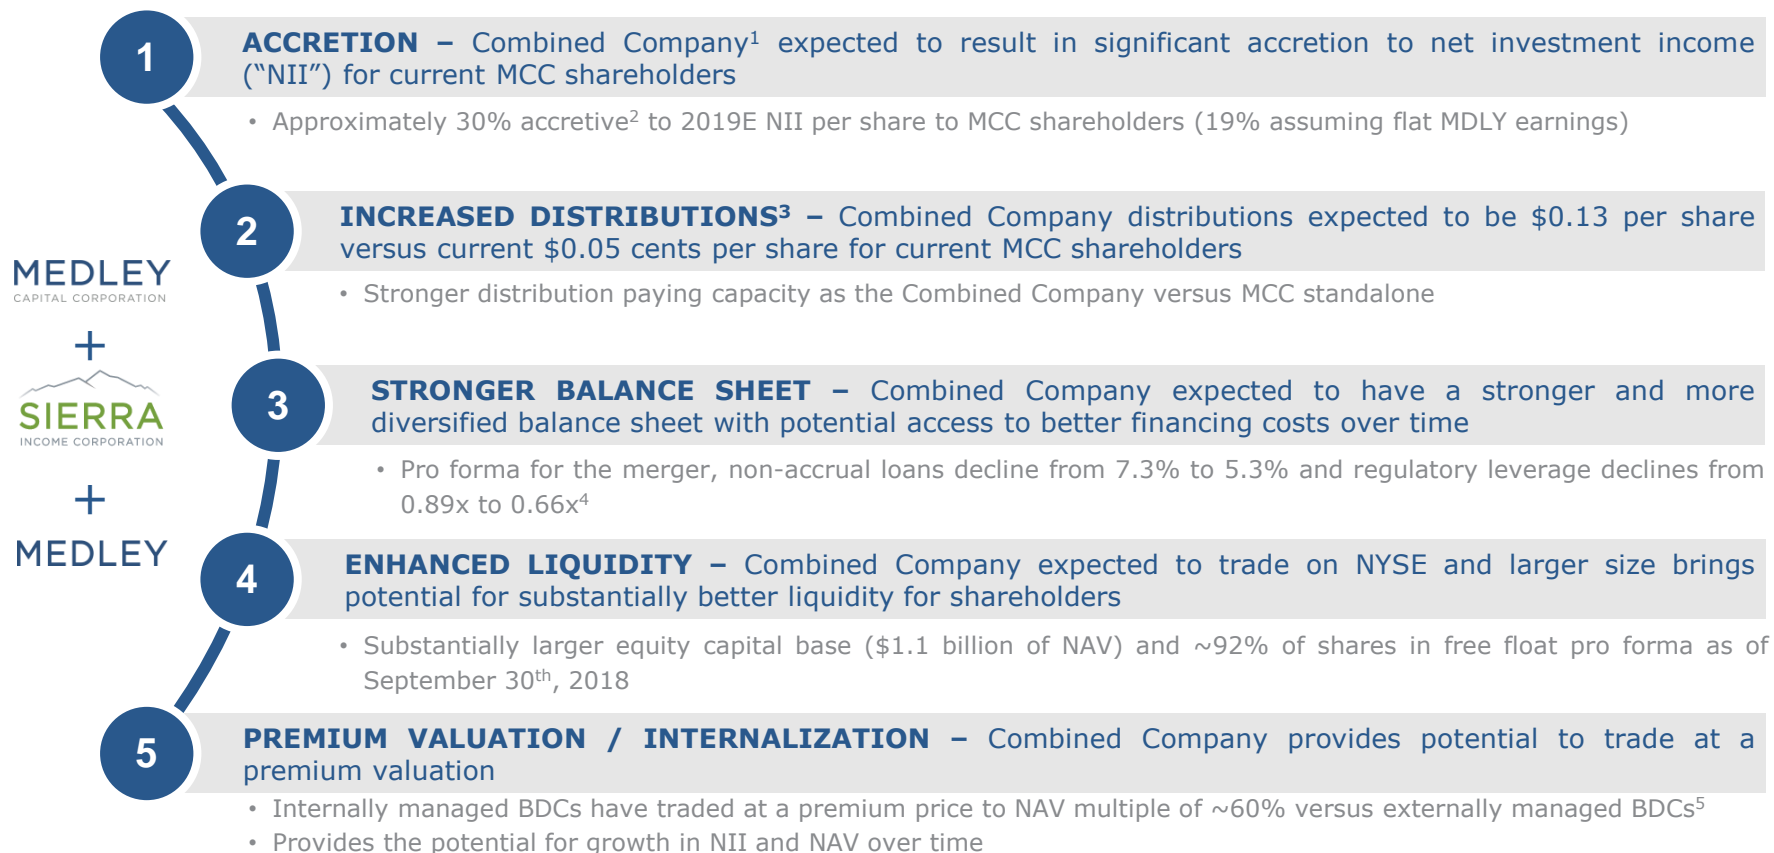 1
ACCRETION – Combined Company¹ expected to result in significant accretion to net investment income
(“NII”) for current MCC shareholders
• Approximately 30% accretive² to 2019E NII per share to MCC shareholders (19% assuming flat MDLY earnings)
2
INCREASED DISTRIBUTIONS³ – Combined Company distributions expected to be $0.13 per share
versus current $0.05 cents per share for current MCC shareholders
• Stronger distribution paying capacity as the Combined Company versus MCC standalone
MEDLEY
CAPITAL CORPORATION
+
SIERRA
INCOME CORPORATION
+
MEDLEY
3
STRONGER BALANCE SHEET – Combined Company expected to have a stronger and more
diversified balance sheet with potential access to better financing costs over time
• Pro forma for the merger, non-accrual loans decline from 7.3% to 5.3% and regulatory leverage declines from
0.89x to 0.66x⁴
4
ENHANCED LIQUIDITY – Combined Company expected to trade on NYSE and larger size brings
potential for substantially better liquidity for shareholders
• Substantially larger equity capital base ($1.1 billion of NAV) and ~92% of shares in free float pro forma as of
September 30th, 2018
5
PREMIUM VALUATION / INTERNALIZATION – Combined Company provides potential to trade at a
premium valuation
• Internally managed BDCs have traded at a premium price to NAV multiple of ~60% versus externally managed BDCs⁵
• Provides the potential for growth in NII and NAV over time